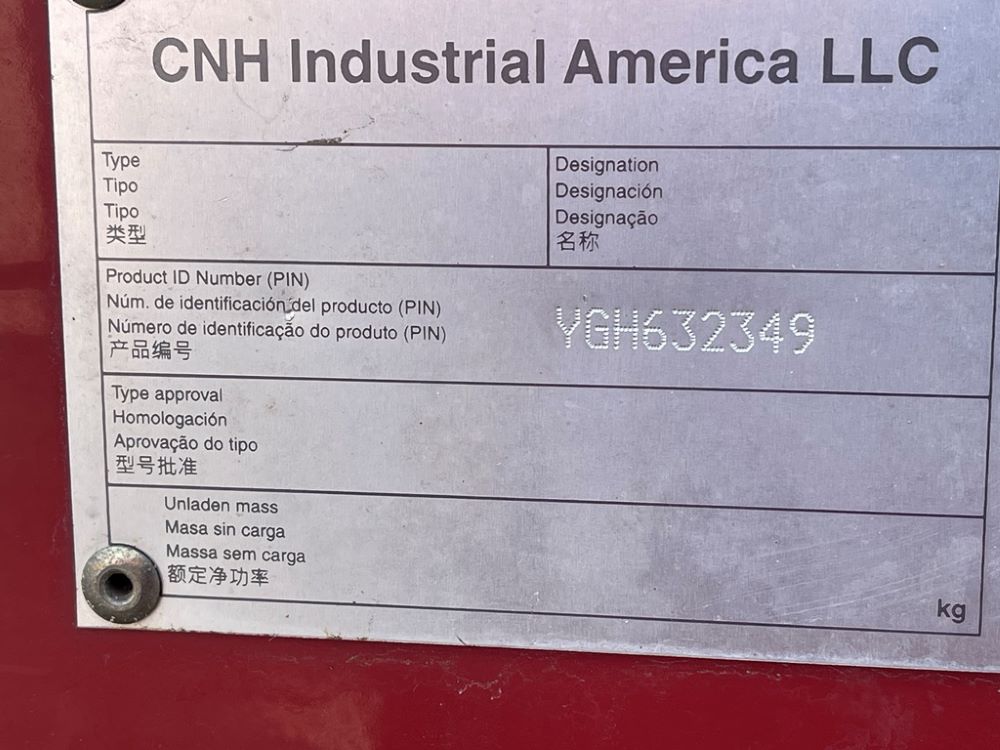 CNH Industrial America LLC
Type
Tipo
Tipo
类型
Designation
Designación
Designação
名称
Product ID Number (PIN)
Núm. de identificación del producto (PIN)
Número de identificação do produto (PIN)
产品编号
YGH632349
Type approval
Homologación
Aprovação do tipo
型号批准
Unladen mass
Masa sin carga
Massa sem carga
额定净功率
kg